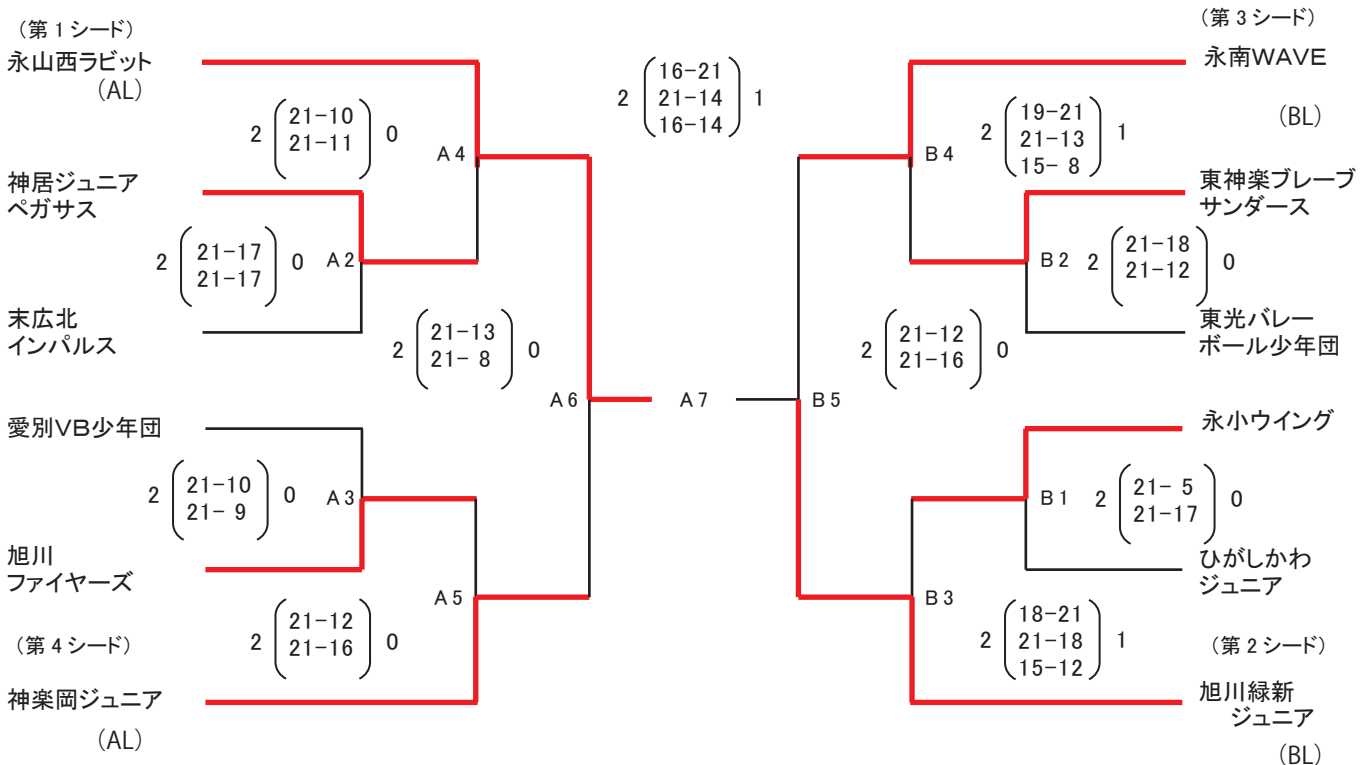 (第1シード)
永山西ラビット
(AL)
2 21-10 0
21-11
A4
神居ジュニア
ペガサス
2 21-17 0
21-17
A2
末広北
インパルス
2 21-13 0
21- 8
A6
愛別VB少年団
2 21-10 0
21- 9
A3
旭川
ファイヤーズ
A5
2 21-12 0
21-16
(第4シード)
神楽岡ジュニア
(AL)
16-21
2 21-14 1
16-14
A7
(第3シード)
永南WAVE
(BL)
19-21
2 21-13 1
15- 8
B4
東神楽ブレーブ
サンダース
B2 2 21-18 0
21-12
東光バレー
ボール少年団
2 21-12 0
21-16
B5
永小ウイング
B1 2 21- 5 0
21-17
ひがしかわ
ジュニア
B3
18-21
2 21-18 1
15-12
(第2シード)
旭川緑新
ジュニア
(BL)